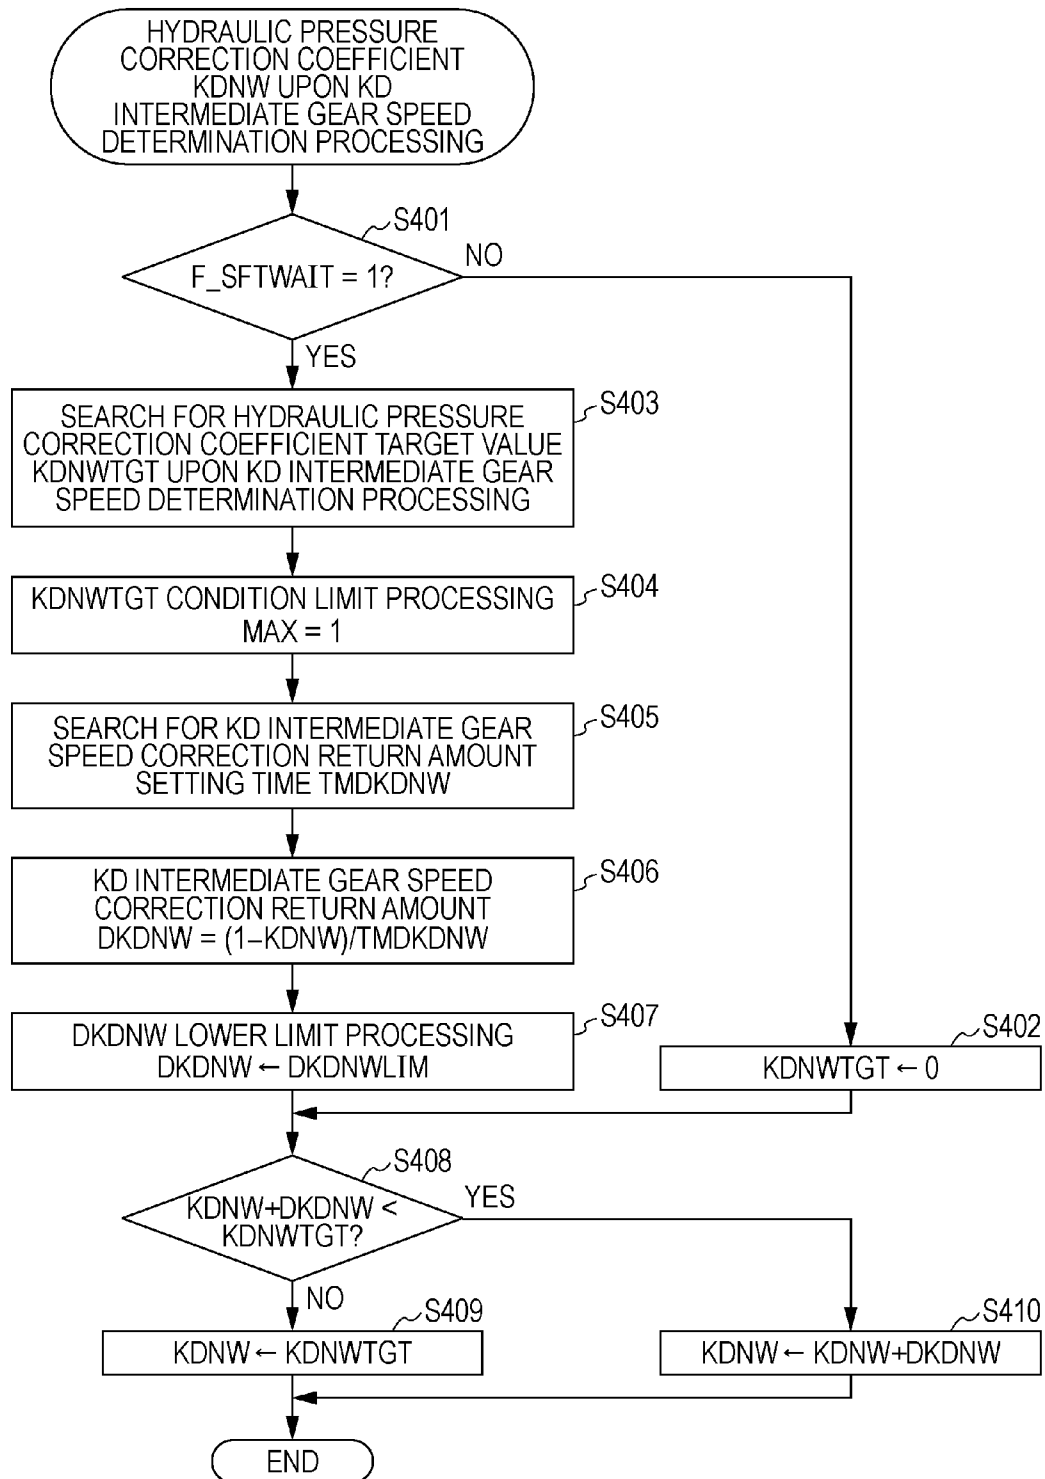 HYDRAULIC PRESSURE
CORRECTION COEFFICIENT
KDNW UPON KD
INTERMEDIATE GEAR SPEED
DETERMINATION PROCESSING
S401
F_SFTWAIT = 1?
NO
YES
S403
SEARCH FOR HYDRAULIC PRESSURE
CORRECTION COEFFICIENT TARGET VALUE
KDNWTGT UPON KD INTERMEDIATE GEAR
SPEED DETERMINATION PROCESSING
S404
KDNWTGT CONDITION LIMIT PROCESSING
MAX = 1
S405
SEARCH FOR KD INTERMEDIATE GEAR
SPEED CORRECTION RETURN AMOUNT
SETTING TIME TMDKDNW
S406
KD INTERMEDIATE GEAR SPEED
CORRECTION RETURN AMOUNT
DKDNW = (1–KDNW)/TMDKDNW
S407
DKDNW LOWER LIMIT PROCESSING
DKDNW ← DKDNWLIM
S402
KDNWTGT ← 0
S408
KDNW+DKDNW <
KDNWTGT?
YES
NO
S409
KDNW ← KDNWTGT
S410
KDNW ← KDNW+DKDNW
END